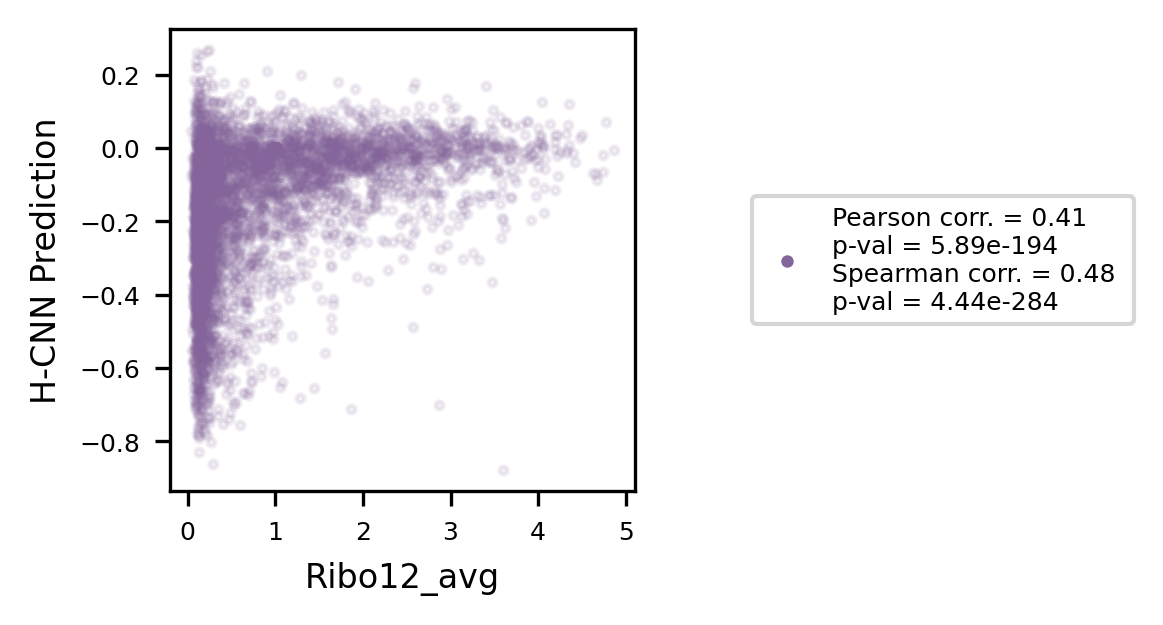 H-CNN Prediction
0.2
0.0
−0.2
−0.4
−0.6
−0.8
0 1 2 3 4 5
Ribo12_avg
Pearson corr. = 0.41
p-val = 5.89e-194
Spearman corr. = 0.48
p-val = 4.44e-284